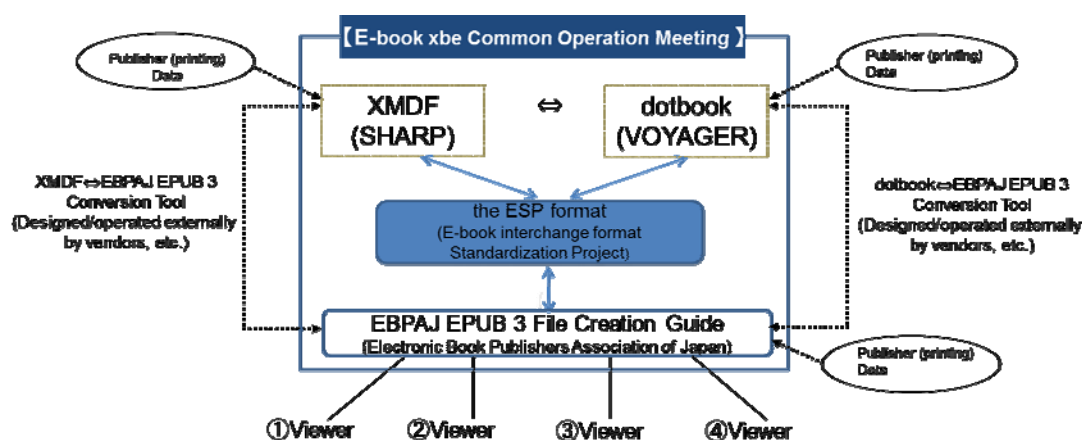 【E-book xbe Common Operation Meeting】
Publisher (printing)
Data
Publisher (printing)
Data
XMDF
(SHARP)
⇔
dotbook
(VOYAGER)
XMDF⇔EBPAJ EPUB 3
Conversion Tool
(Designed/operated externally
by vendors, etc.)
dotbook⇔EBPAJ EPUB 3
Conversion Tool
(Designed/operated externally
by vendors, etc.)
the ESP format
(E-book interchange format
Standardization Project)
EBPAJ EPUB 3 File Creation Guide
(Electronic Book Publishers Association of Japan)
Publisher (printing)
Data
①Viewer
②Viewer
③Viewer
④Viewer